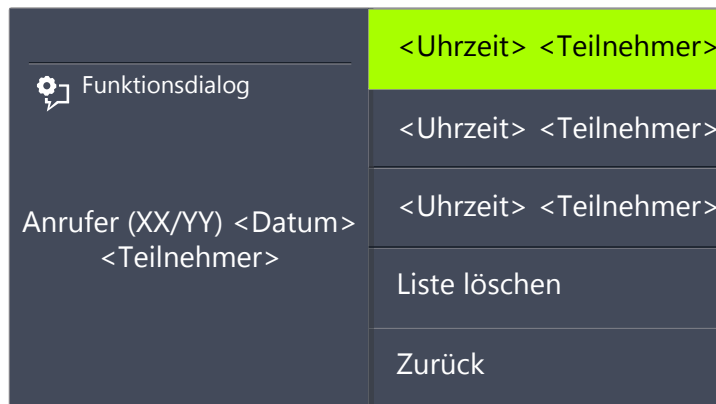 Funktionsdialog
Anrufer (XX/YY) <Datum>
<Teilnehmer>
<Uhrzeit> <Teilnehmer>
<Uhrzeit> <Teilnehmer>
<Uhrzeit> <Teilnehmer>
Liste löschen
Zurück